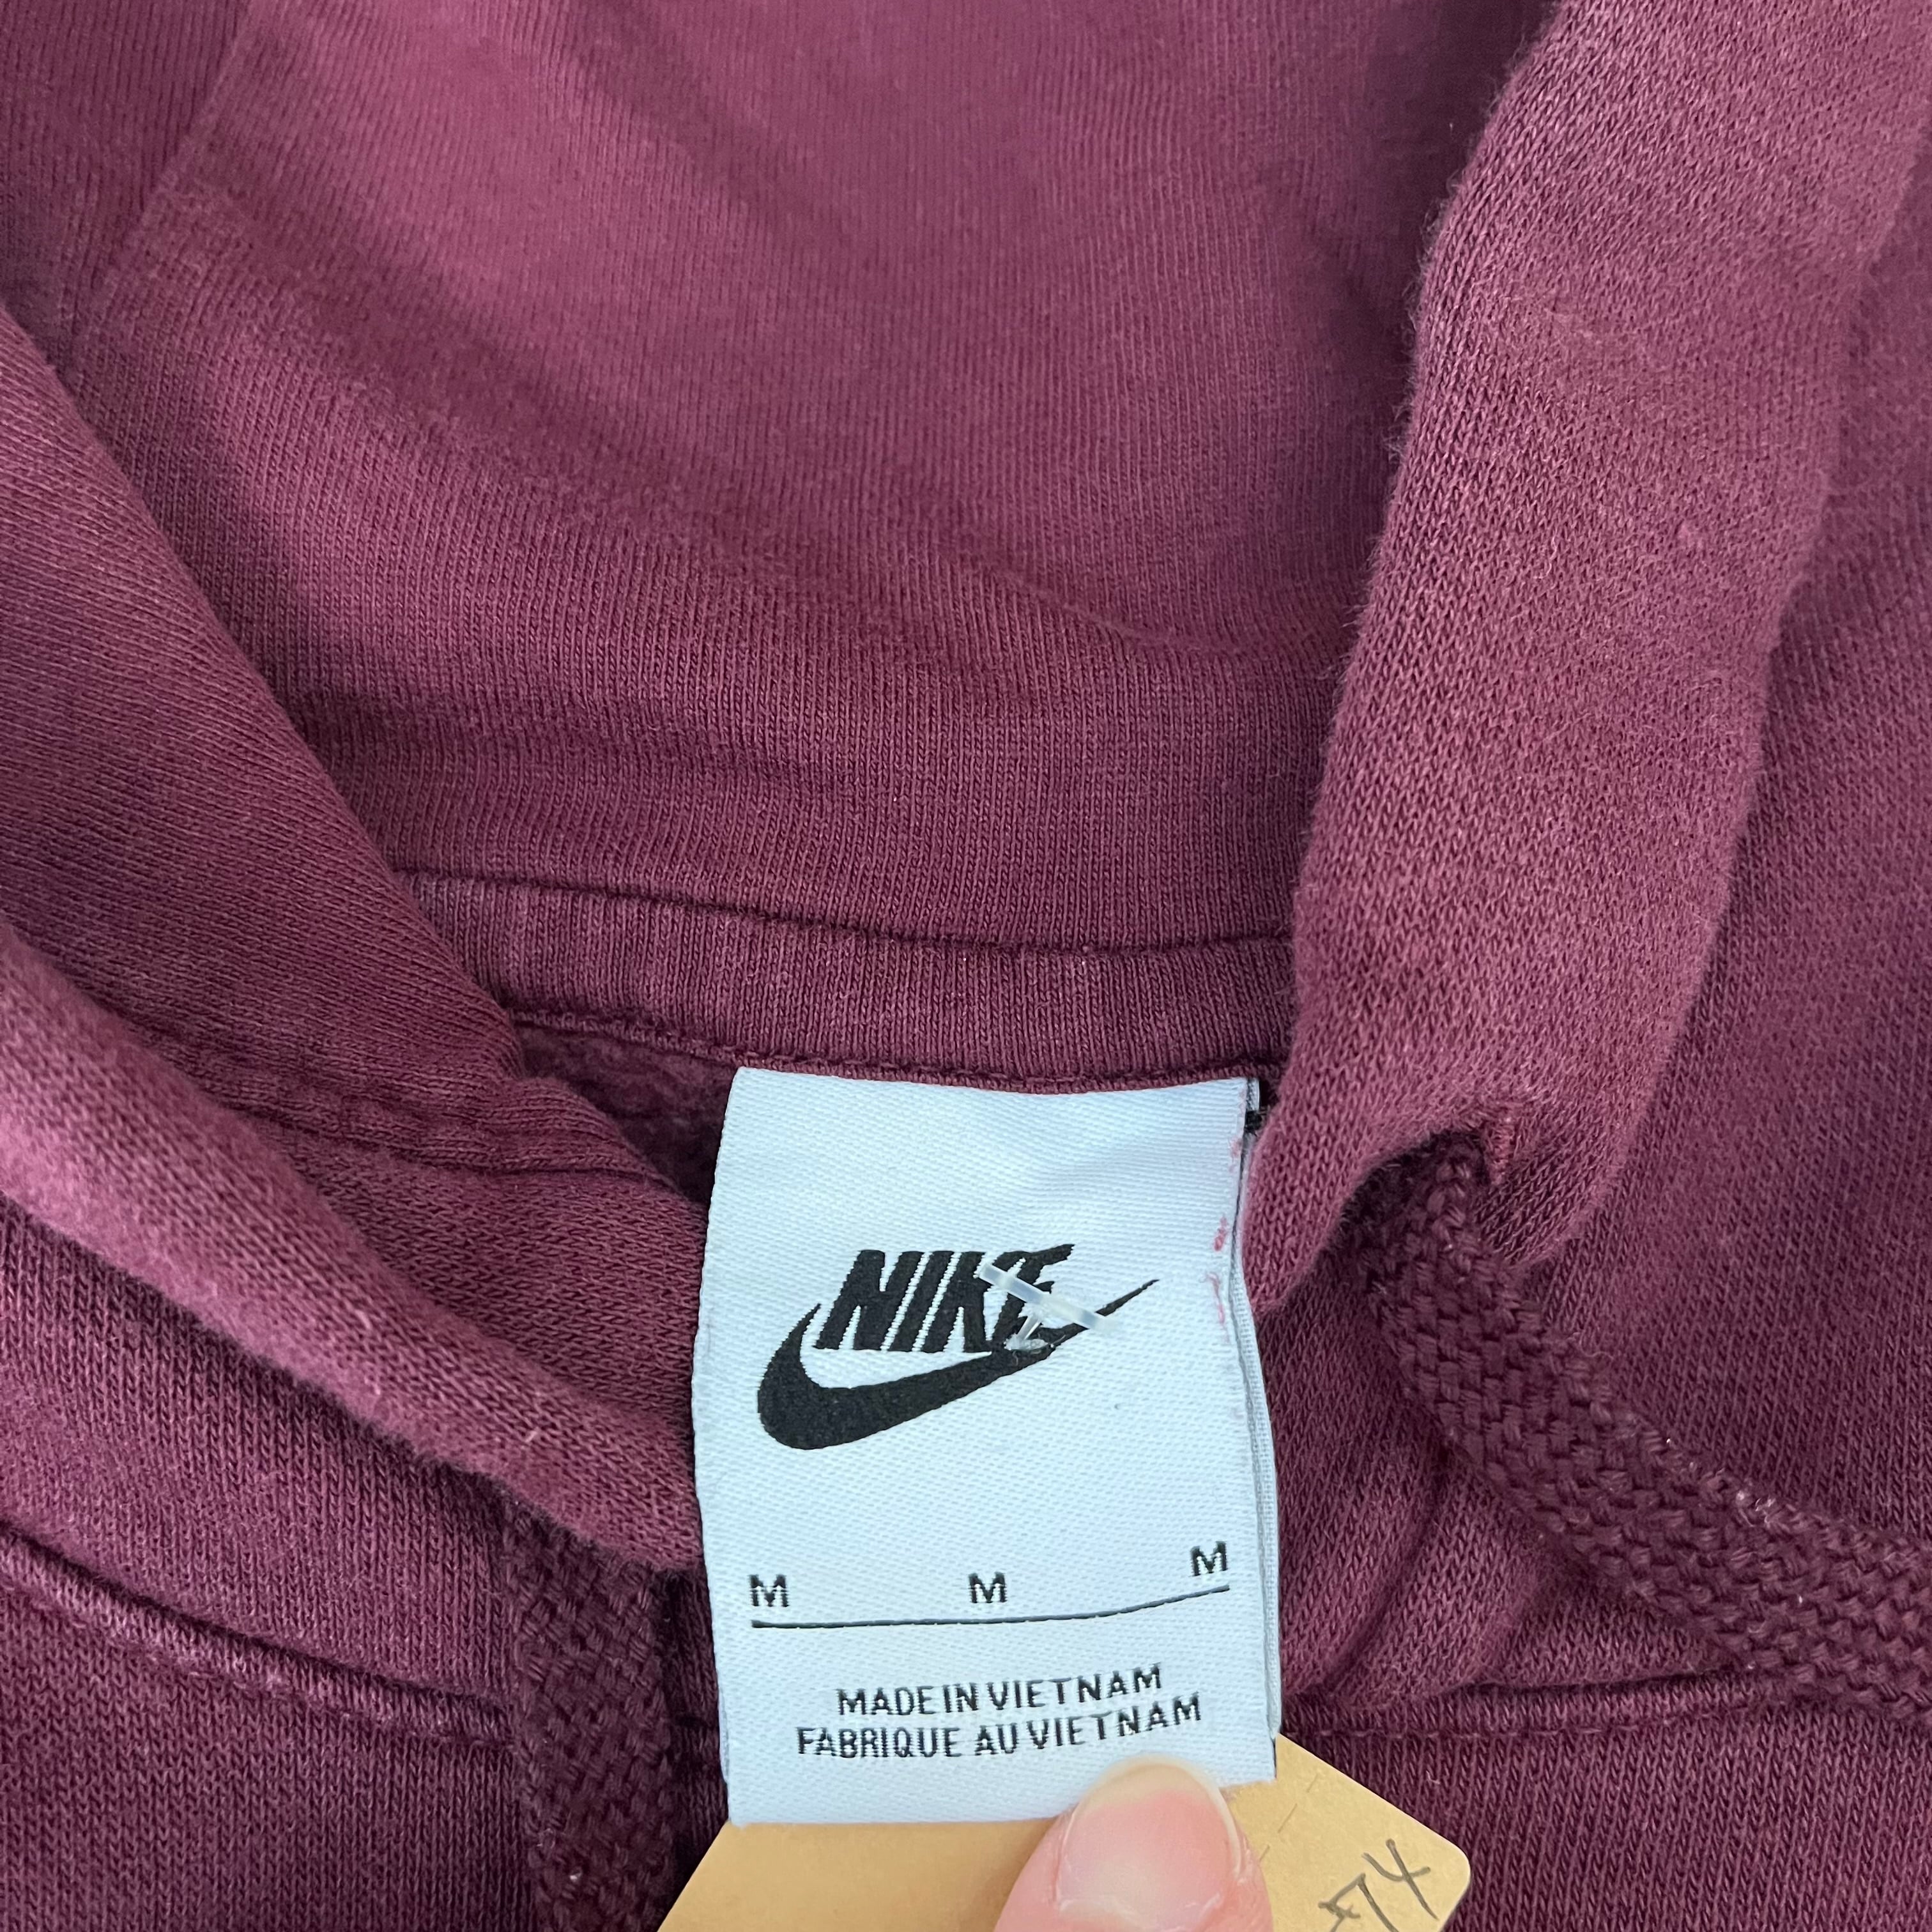 NIKE
M M M
MADE IN VIETNAM
FABRIQUE AU VIETNAM